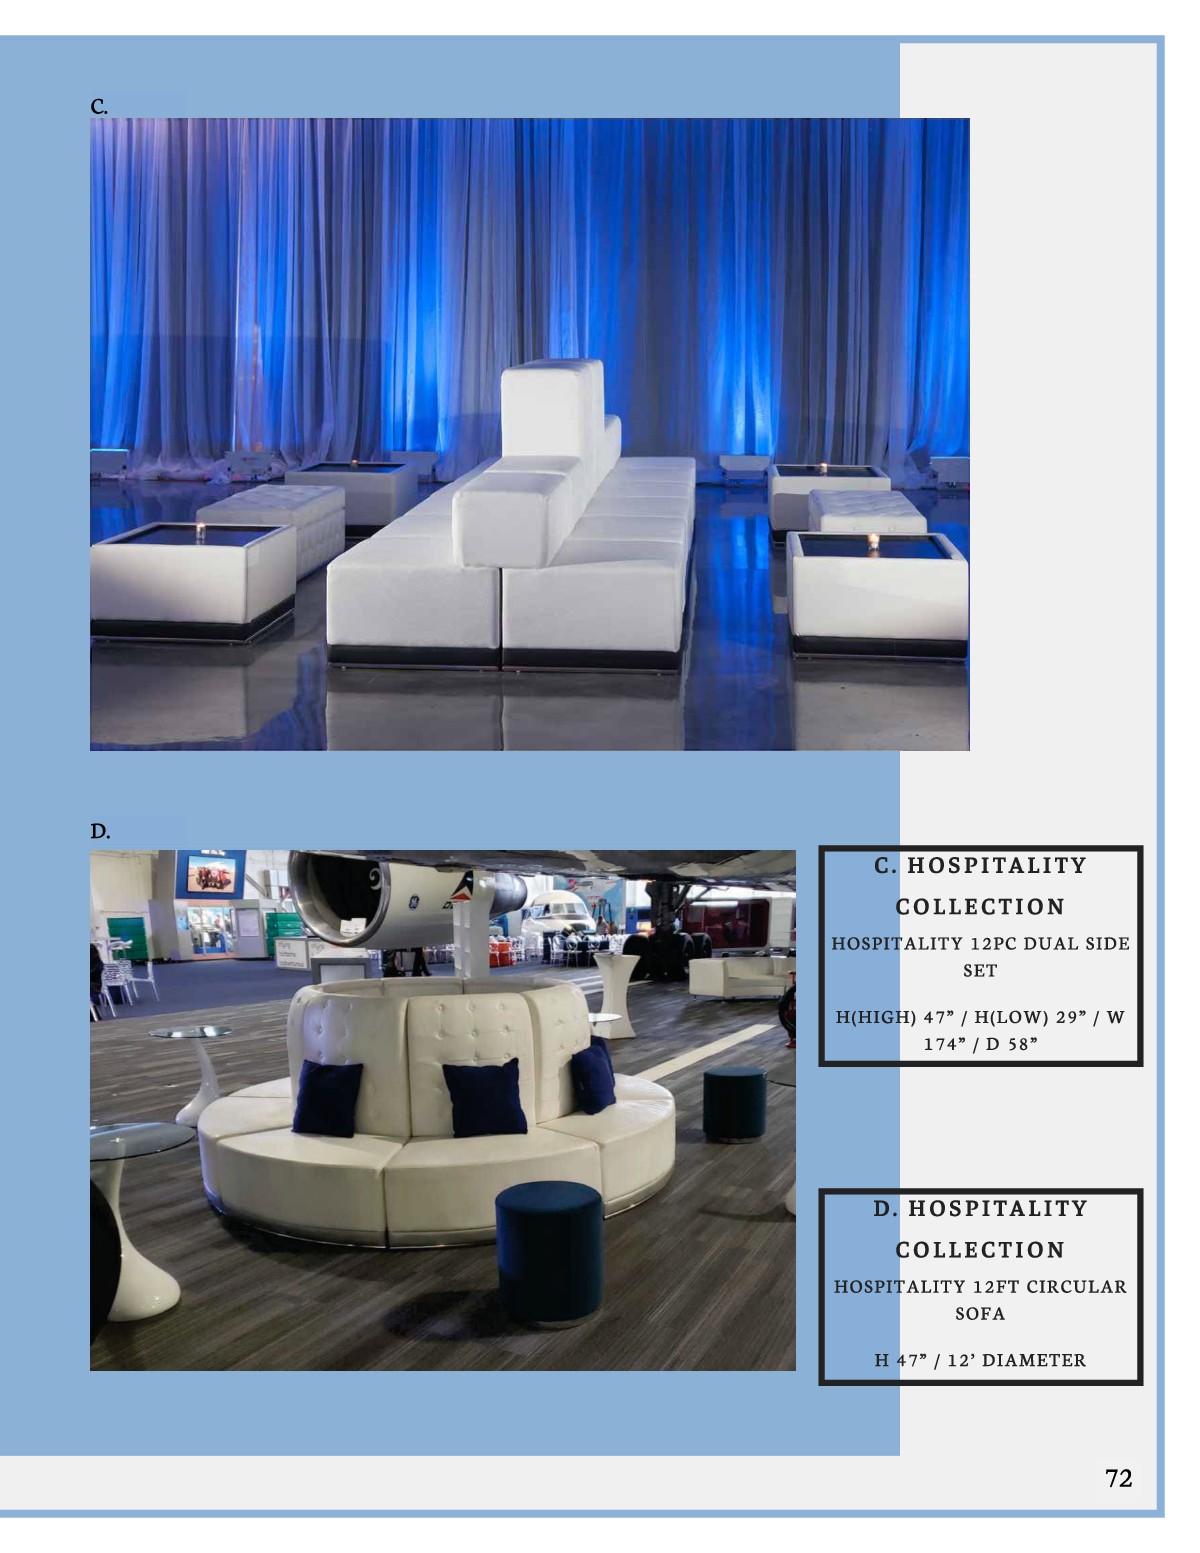 C.
D.
C. HOSPITALITY
COLLECTION
HOSPITALITY 12PC DUAL SIDE
SET
H(HIGH) 47” / H(LOW) 29” / W
174” / D 58”
D. HOSPITALITY
COLLECTION
HOSPITALITY 12FT CIRCULAR
SOFA
H 47” / 12’ DIAMETER
72